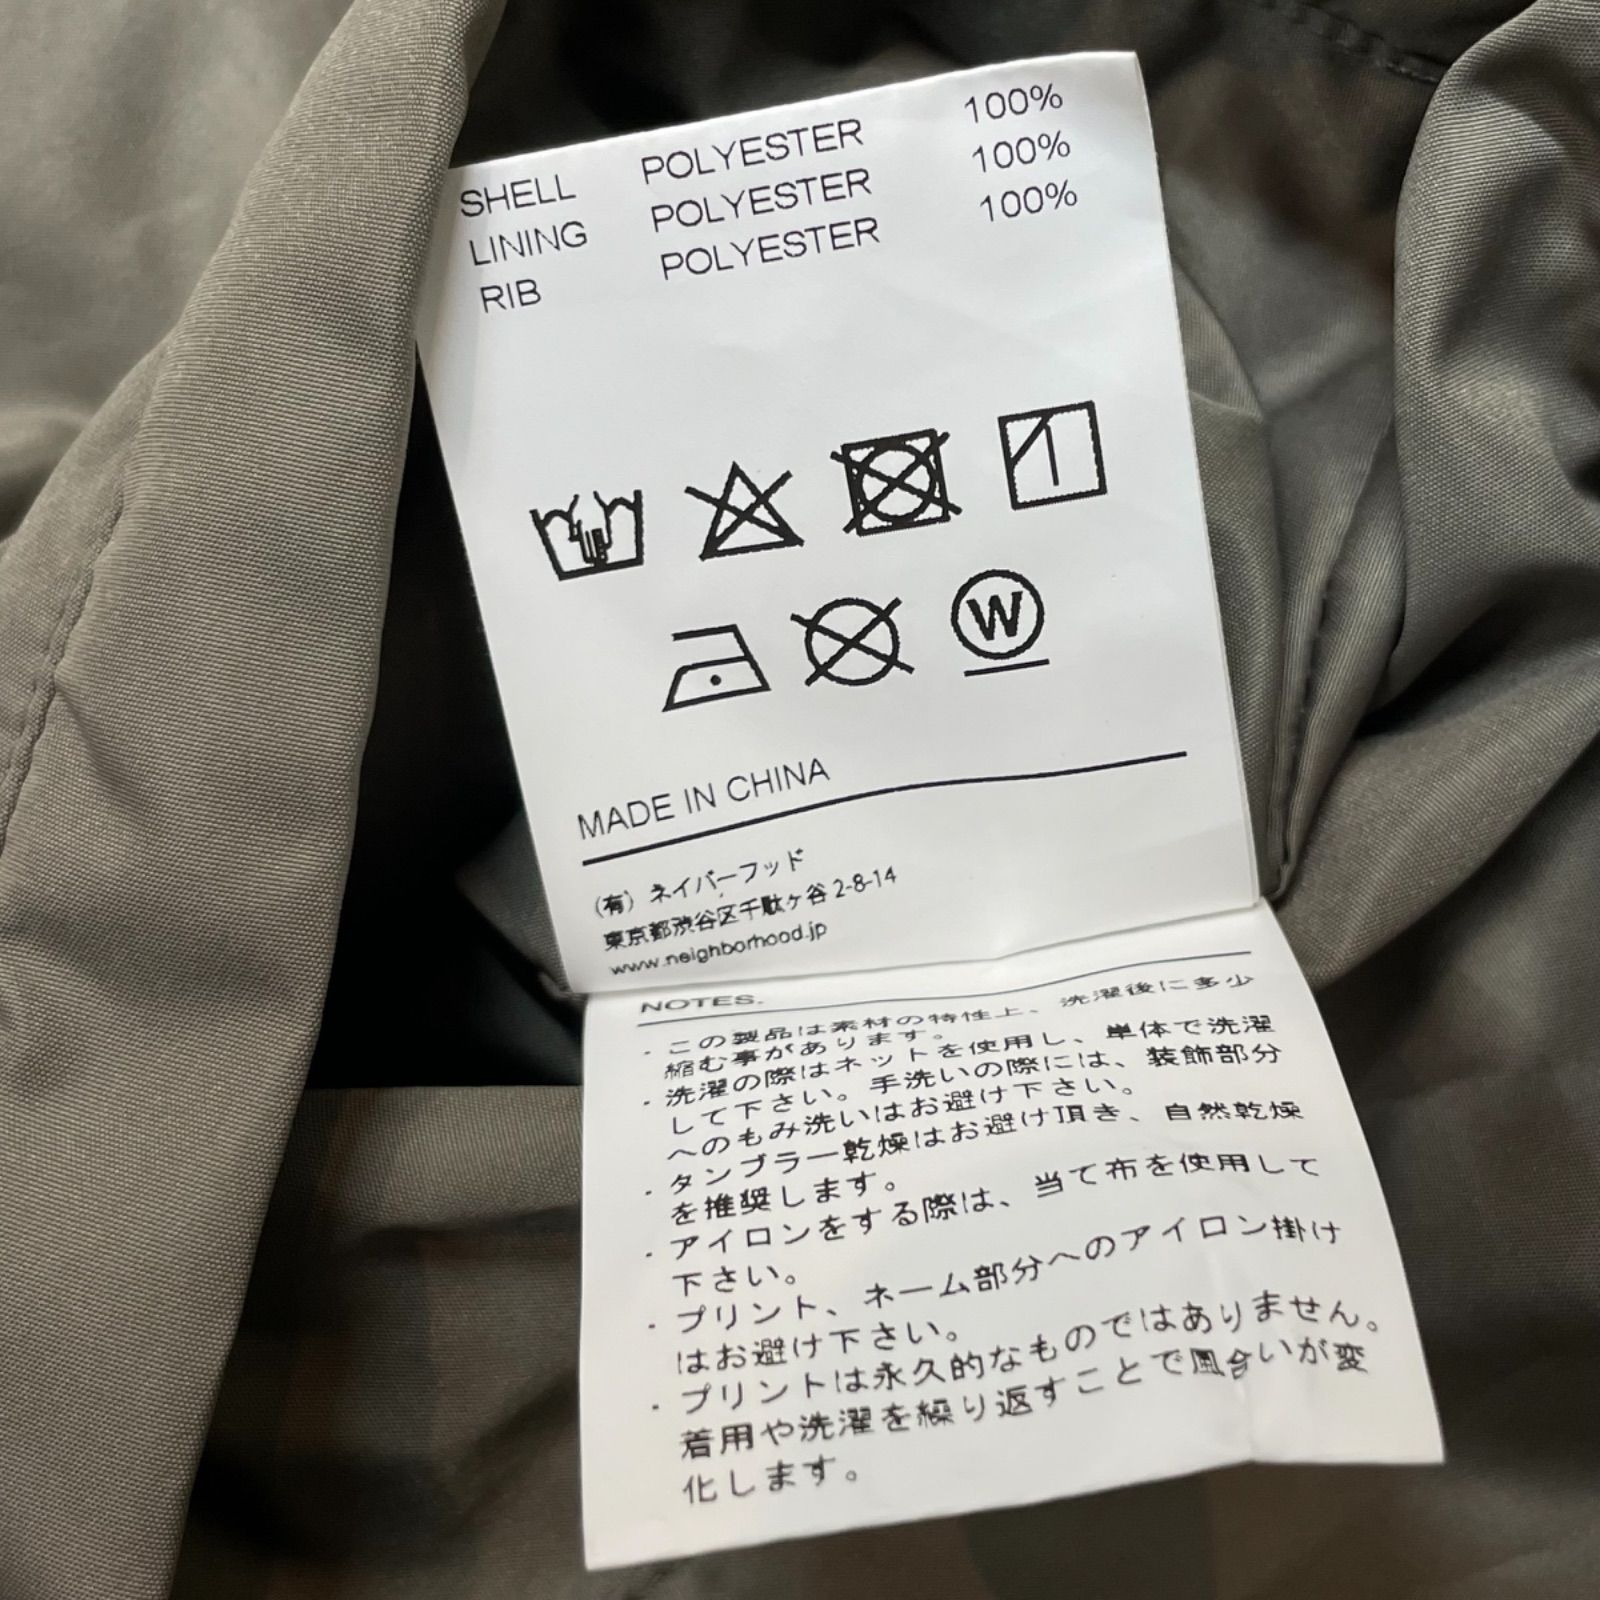 SHELL POLYESTER 100%
LINING POLYESTER 100%
RIB POLYESTER 100%
1
W
MADE IN CHINA
(有) ネイバーフッド
東京都渋谷区千駄ヶ谷 2-8-14
www.neighborhood.jp
NOTES.
・この製品は素材の特性上、洗濯後に多少
縮む事があります。
・洗濯の際はネットを使用し、単体で洗濯
して下さい。手洗いの際には、装飾部分
へのもみ洗いはお避け下さい。
・タンブラー乾燥はお避け頂き、自然乾燥
を推奨します。
・アイロンをする際は、当て布を使用して
下さい。
・プリント、ネーム部分へのアイロン掛け
はお避け下さい。
・プリントは永久的なものではありません。
着用や洗濯を繰り返すことで風合いが変
化します。